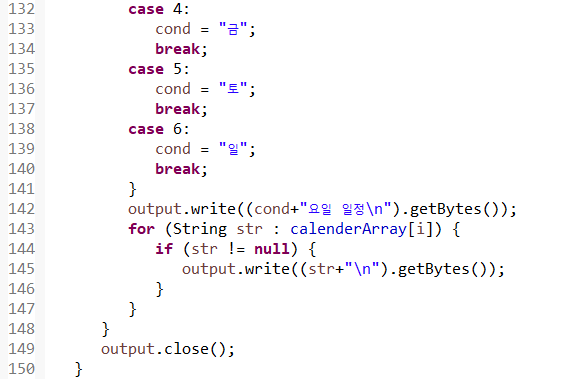 132 case 4:
133 cond = "금";
134 break;
135 case 5:
136 cond = "토";
137 break;
138 case 6:
139 cond = "일";
140 break;
141 }
142 output.write((cond+"요일 일정\n").getBytes());
143 for (String str : calenderArray[i]) {
144 if (str != null) {
145 output.write((str+"\n").getBytes());
146 }
147 }
148 }
149 output.close();
150 }